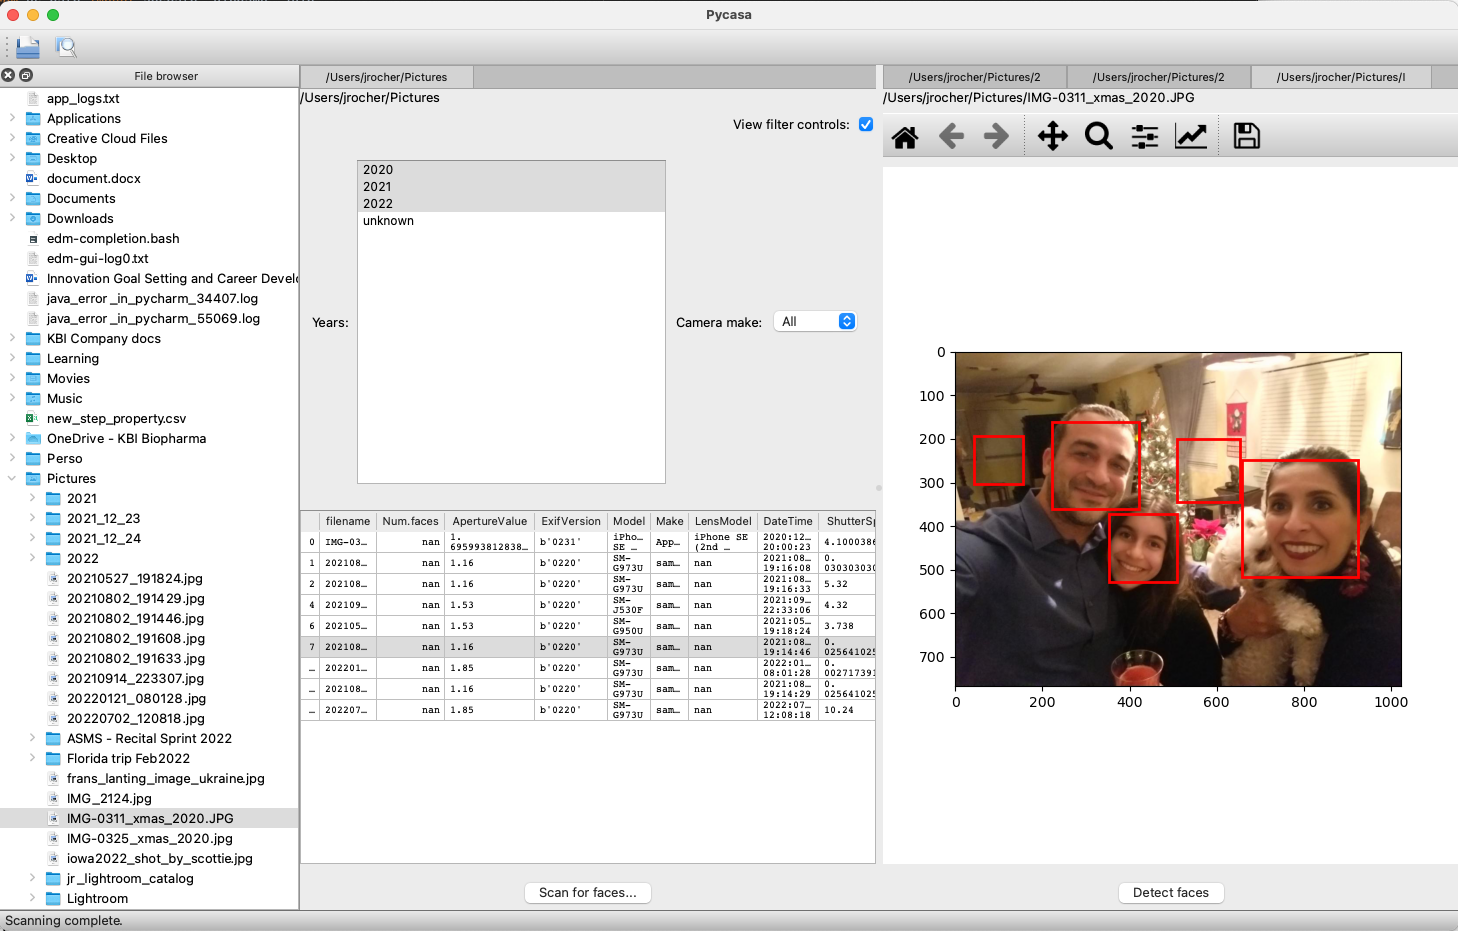 Pycasa
File browser
app_logs.txt
Applications
Creative Cloud Files
Desktop
document.docx
Documents
Downloads
edm-completion.bash
edm-gui-log0.txt
Innovation Goal Setting and Career Devel
java_error_in_pycharm_34407.log
java_error_in_pycharm_55069.log
KBI Company docs
Learning
Movies
Music
new_step_property.csv
OneDrive - KBI Biopharma
Perso
Pictures
2021
2021_12_23
2021_12_24
2022
20210527_191824.jpg
20210802_191429.jpg
20210802_191446.jpg
20210802_191608.jpg
20210802_191633.jpg
20210914_223307.jpg
20220121_080128.jpg
20220702_120818.jpg
ASMS - Recital Sprint 2022
Florida trip Feb2022
frans_lanting_image_ukraine.jpg
IMG_2124.jpg
IMG-0311_xmas_2020.JPG
IMG-0325_xmas_2020.jpg
iowa2022_shot_by_scottie.jpg
jr_lightroom_catalog
Lightroom
/Users/jrocher/Pictures
/Users/jrocher/Pictures
View filter controls:
2020
2021
2022
unknown
Years:
Camera make: All
filename Num.faces ApertureValue ExifVersion Model Make LensModel DateTime ShutterSp
0 IMG-03… nan 1.695993812838… b'0231' iPho… SE … App… iPhone SE (2nd … 2020:12… 20:00:23 4.1000386
1 202108… nan 1.16 b'0220' SM-G973U sam… nan 2021:08… 19:16:08 0.030303030
2 202108… nan 1.16 b'0220' SM-G973U sam… nan 2021:08… 19:16:33 5.32
4 202109… nan 1.53 b'0220' SM-J530F sam… nan 2021:09… 22:33:06 4.32
6 202105… nan 1.53 b'0220' SM-G950U sam… nan 2021:05… 19:18:24 3.738
7 202108… nan 1.16 b'0220' SM-G973U sam… nan 2021:08… 19:14:46 0.025641025
… 202201… nan 1.85 b'0220' SM-G973U sam… nan 2022:01… 08:01:28 0.002717391
… 202108… nan 1.16 b'0220' SM-G973U sam… nan 2021:08… 19:14:29 0.025641025
… 202207… nan 1.85 b'0220' SM-G973U sam… nan 2022:07… 12:08:18 10.24
Scan for faces...
/Users/jrocher/Pictures/2 /Users/jrocher/Pictures/2 /Users/jrocher/Pictures/I
/Users/jrocher/Pictures/IMG-0311_xmas_2020.JPG
0
100
200
300
400
500
600
700
0 200 400 600 800 1000
Detect faces
Scanning complete.